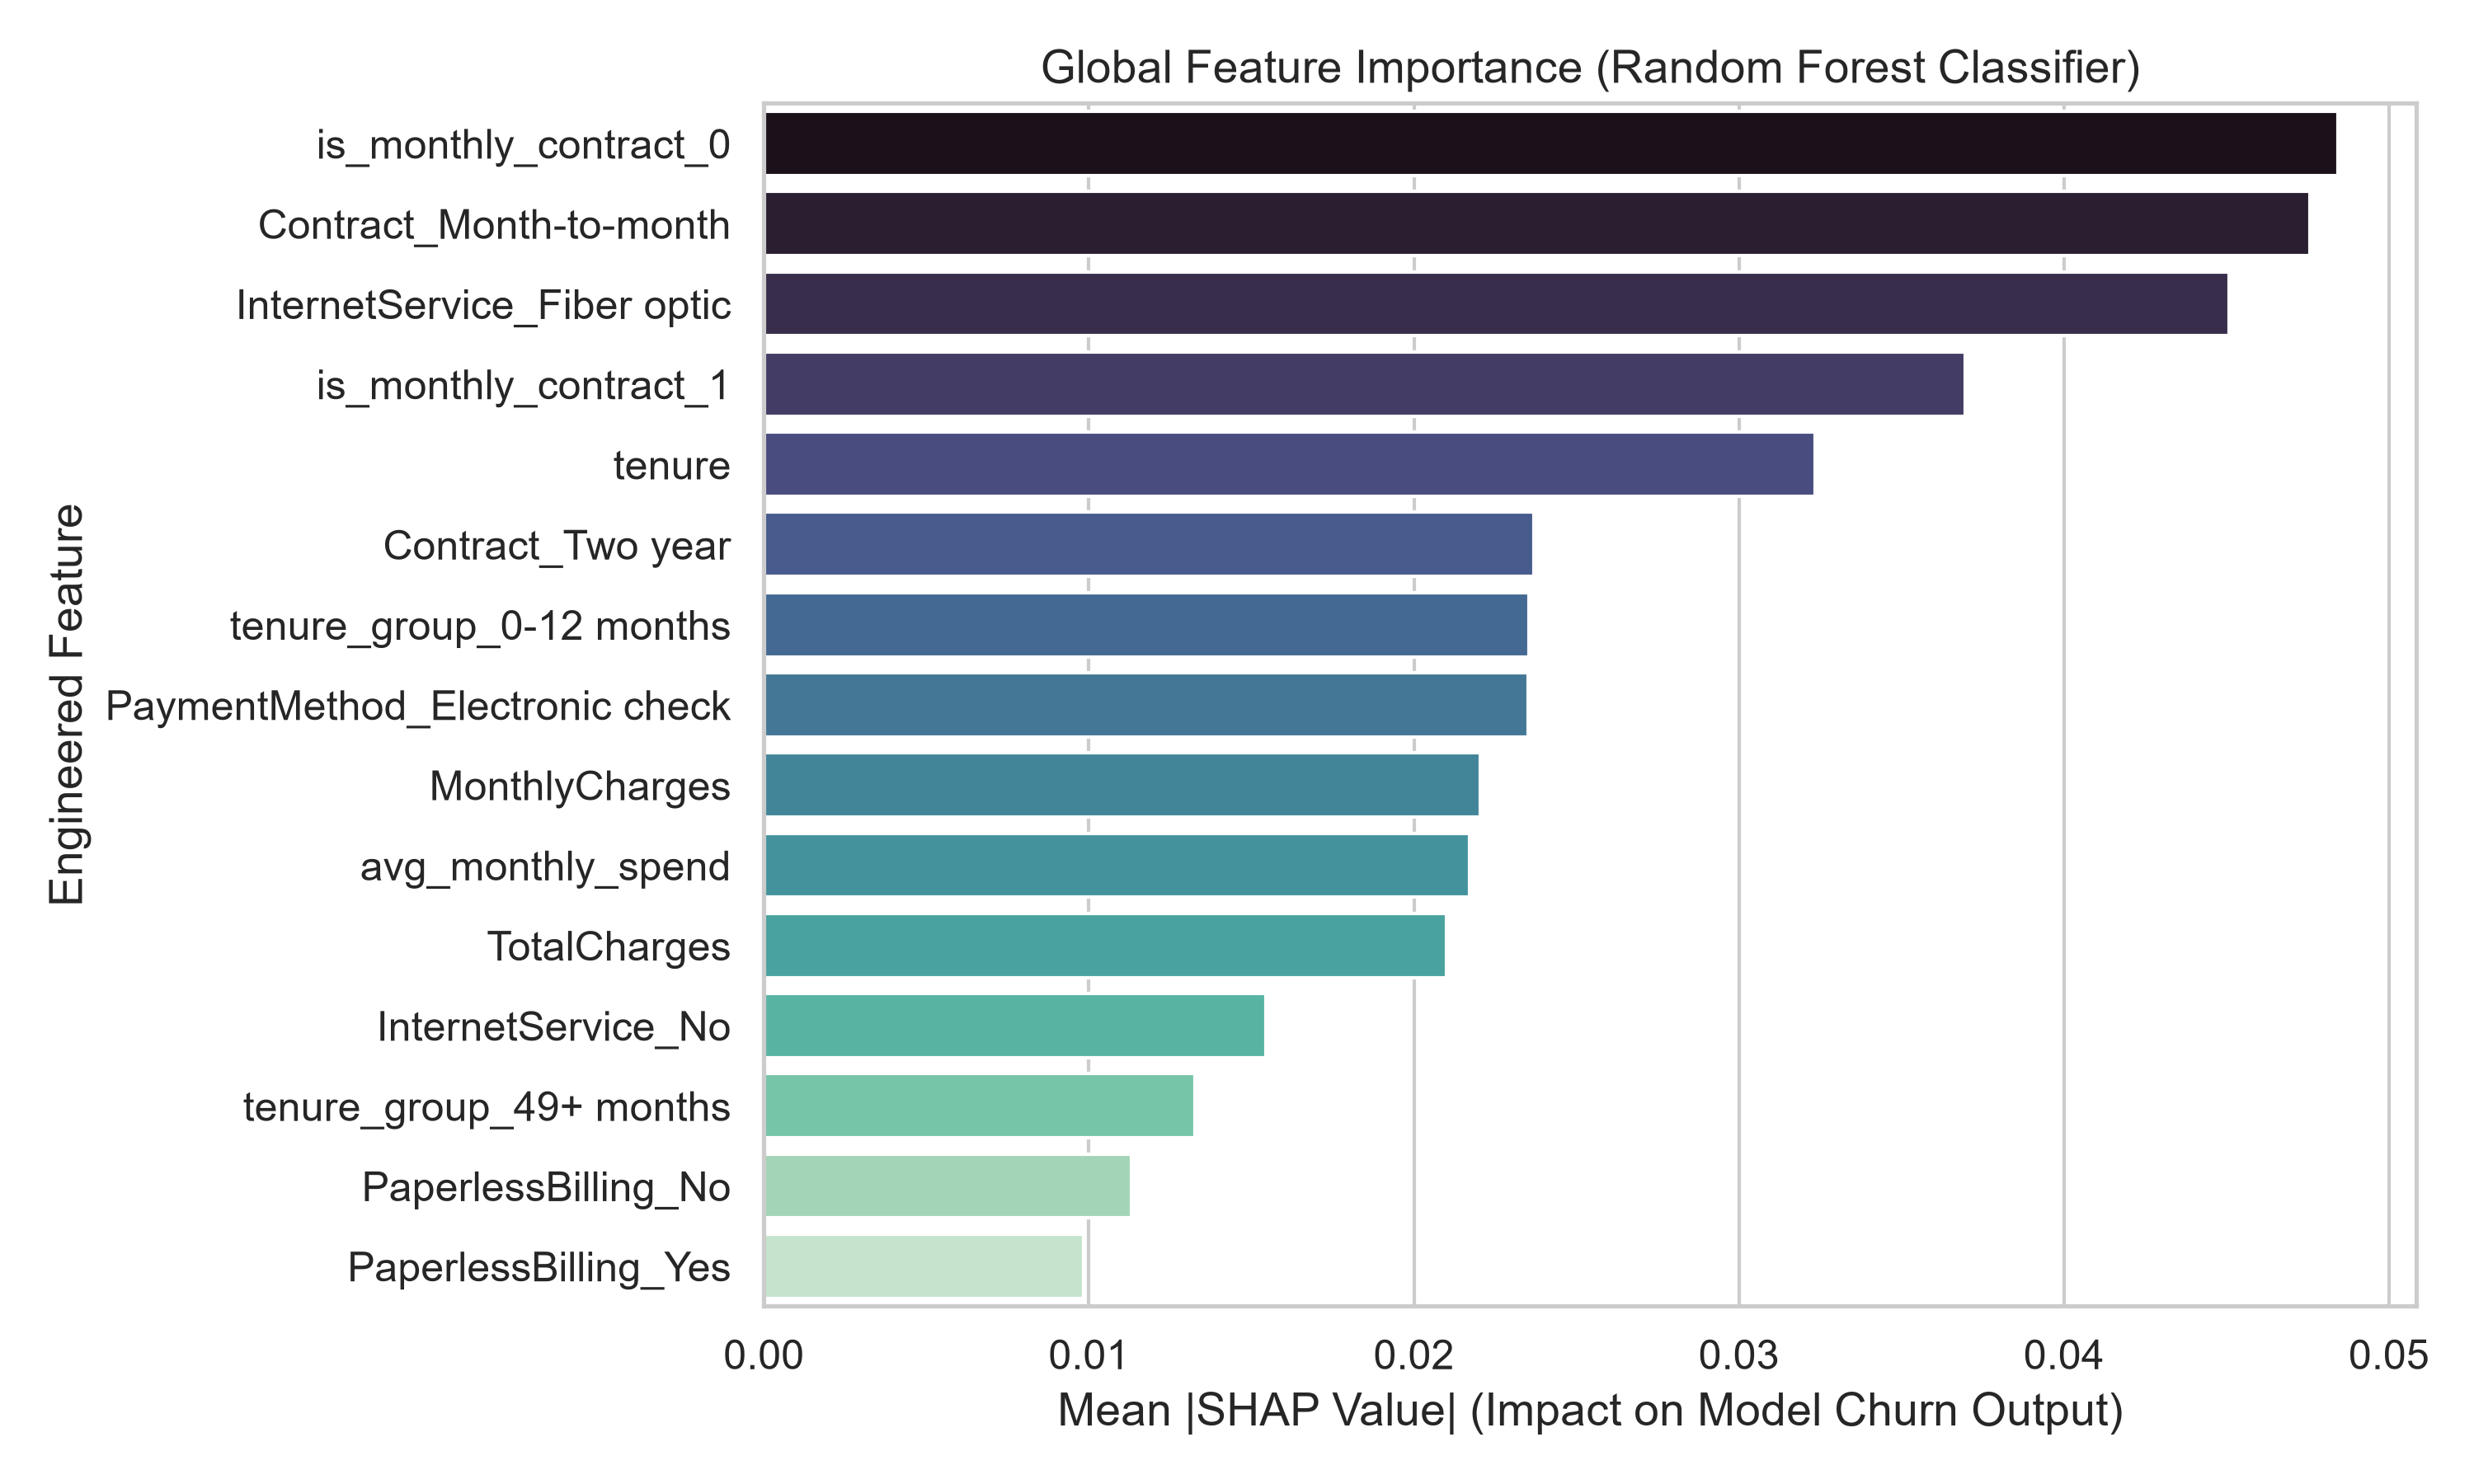 Global Feature Importance (Random Forest Classifier)
is_monthly_contract_0
Contract_Month-to-month
InternetService_Fiber optic
is_monthly_contract_1
tenure
Contract_Two year
tenure_group_0-12 months
PaymentMethod_Electronic check
MonthlyCharges
avg_monthly_spend
TotalCharges
InternetService_No
tenure_group_49+ months
PaperlessBilling_No
PaperlessBilling_Yes
Engineered Feature
0.00 0.01 0.02 0.03 0.04 0.05
Mean |SHAP Value| (Impact on Model Churn Output)